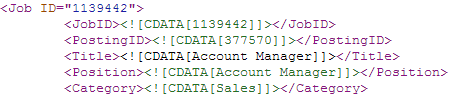 <Job ID="1139442">
<JobID><![CDATA[1139442]]></JobID>
<PostingID><![CDATA[377570]]></PostingID>
<Title><![CDATA[Account Manager]]></Title>
<Position><![CDATA[Account Manager]]></Position>
<Category><![CDATA[Sales]]></Category>